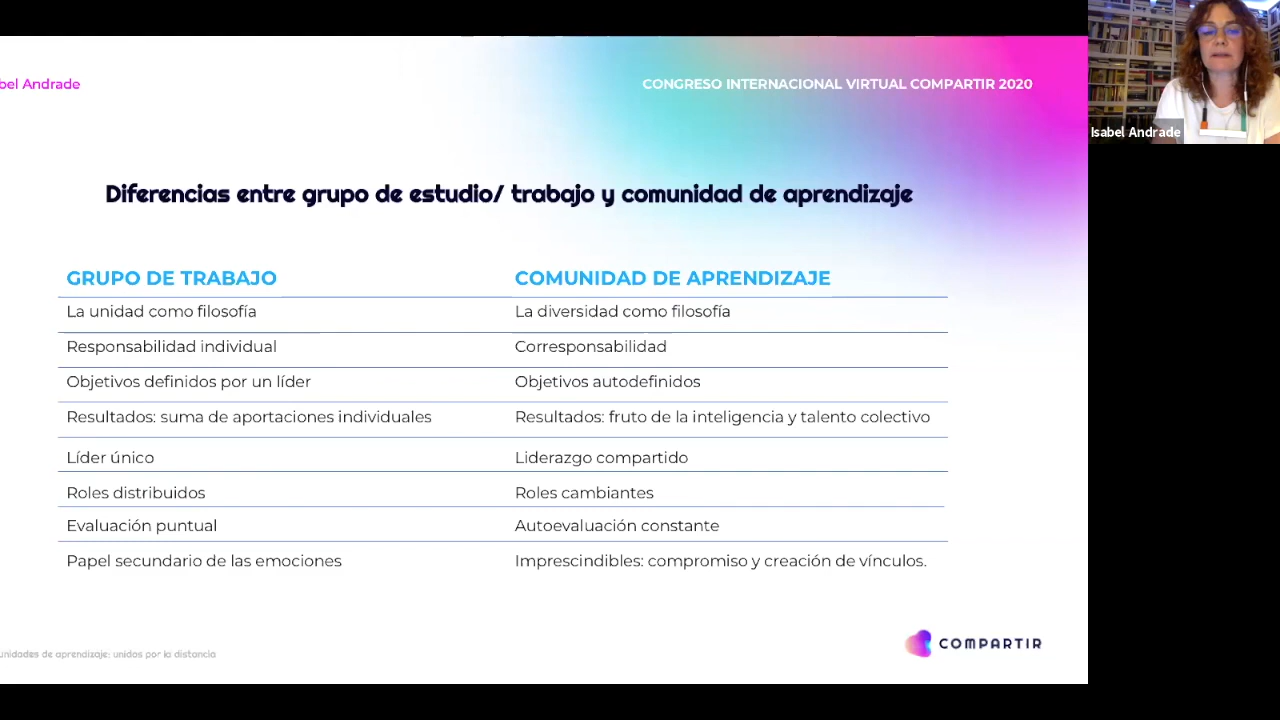 bel Andrade
CONGRESO INTERNACIONAL VIRTUAL COMPARTIR 2020
Isabel Andrade
Diferencias entre grupo de estudio/ trabajo y comunidad de aprendizaje
GRUPO DE TRABAJO COMUNIDAD DE APRENDIZAJE
La unidad como filosofía La diversidad como filosofía
Responsabilidad individual Corresponsabilidad
Objetivos definidos por un líder Objetivos autodefinidos
Resultados: suma de aportaciones individuales Resultados: fruto de la inteligencia y talento colectivo
Líder único Liderazgo compartido
Roles distribuidos Roles cambiantes
Evaluación puntual Autoevaluación constante
Papel secundario de las emociones Imprescindibles: compromiso y creación de vínculos.
unidades de aprendizaje: unidos por la distancia
COMPARTIR